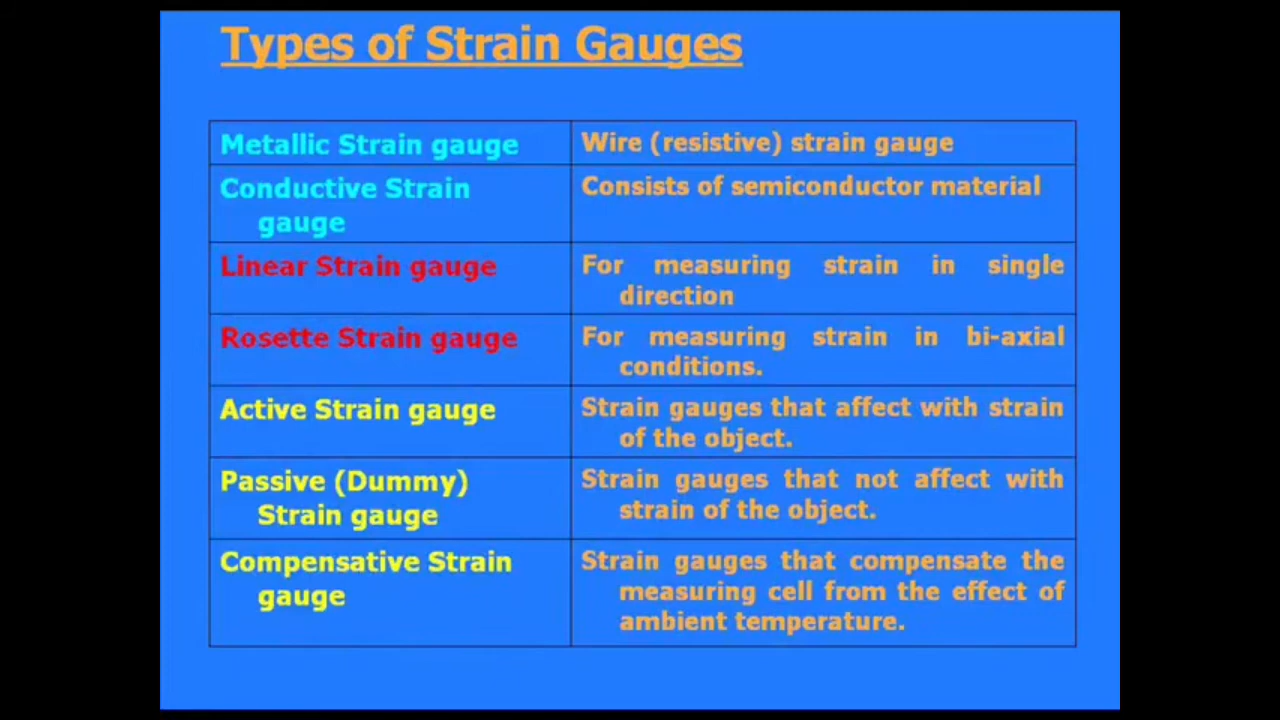 Types of Strain Gauges
Metallic Strain gauge
Wire (resistive) strain gauge
Conductive Strain
gauge
Consists of semiconductor material
Linear Strain gauge
For measuring strain in single
direction
Rosette Strain gauge
For measuring strain in bi-axial
conditions.
Active Strain gauge
Strain gauges that affect with strain
of the object.
Passive (Dummy)
Strain gauge
Strain gauges that not affect with
strain of the object.
Compensative Strain
gauge
Strain gauges that compensate the
measuring cell from the effect of
ambient temperature.